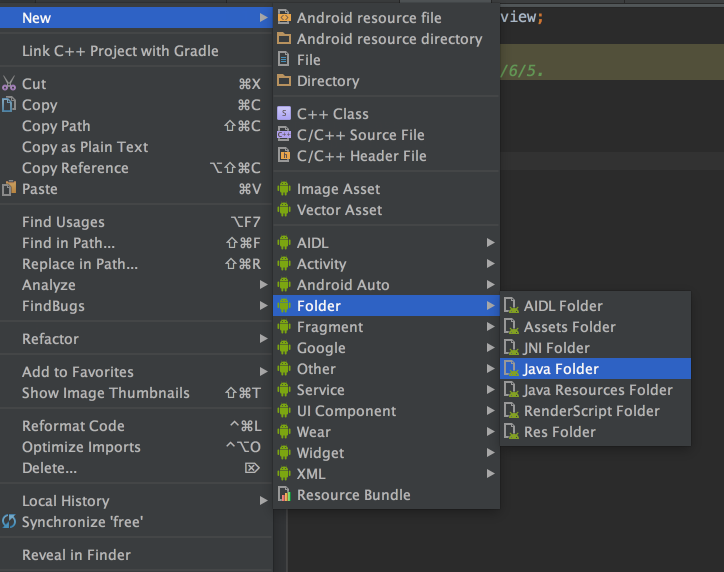 New
Link C++ Project with Gradle
Cut ⌘X
Copy ⌘C
Copy Path ⇧⌘C
Copy as Plain Text
Copy Reference ⌥⇧⌘C
Paste ⌘V
Find Usages ⌥F7
Find in Path... ⇧⌘F
Replace in Path... ⇧⌘R
Analyze
FindBugs
Refactor
Add to Favorites
Show Image Thumbnails ⇧⌘T
Reformat Code ^⌘L
Optimize Imports ^⌥O
Delete... ⌦
Local History
Synchronize 'free'
Reveal in Finder
Android resource file
Android resource directory
File
Directory
C++ Class
C/C++ Source File
C/C++ Header File
Image Asset
Vector Asset
AIDL
Activity
Android Auto
Folder
Fragment
Google
Other
Service
UI Component
Wear
Widget
XML
Resource Bundle
AIDL Folder
Assets Folder
JNI Folder
Java Folder
Java Resources Folder
RenderScript Folder
Res Folder
view;
/6/5.